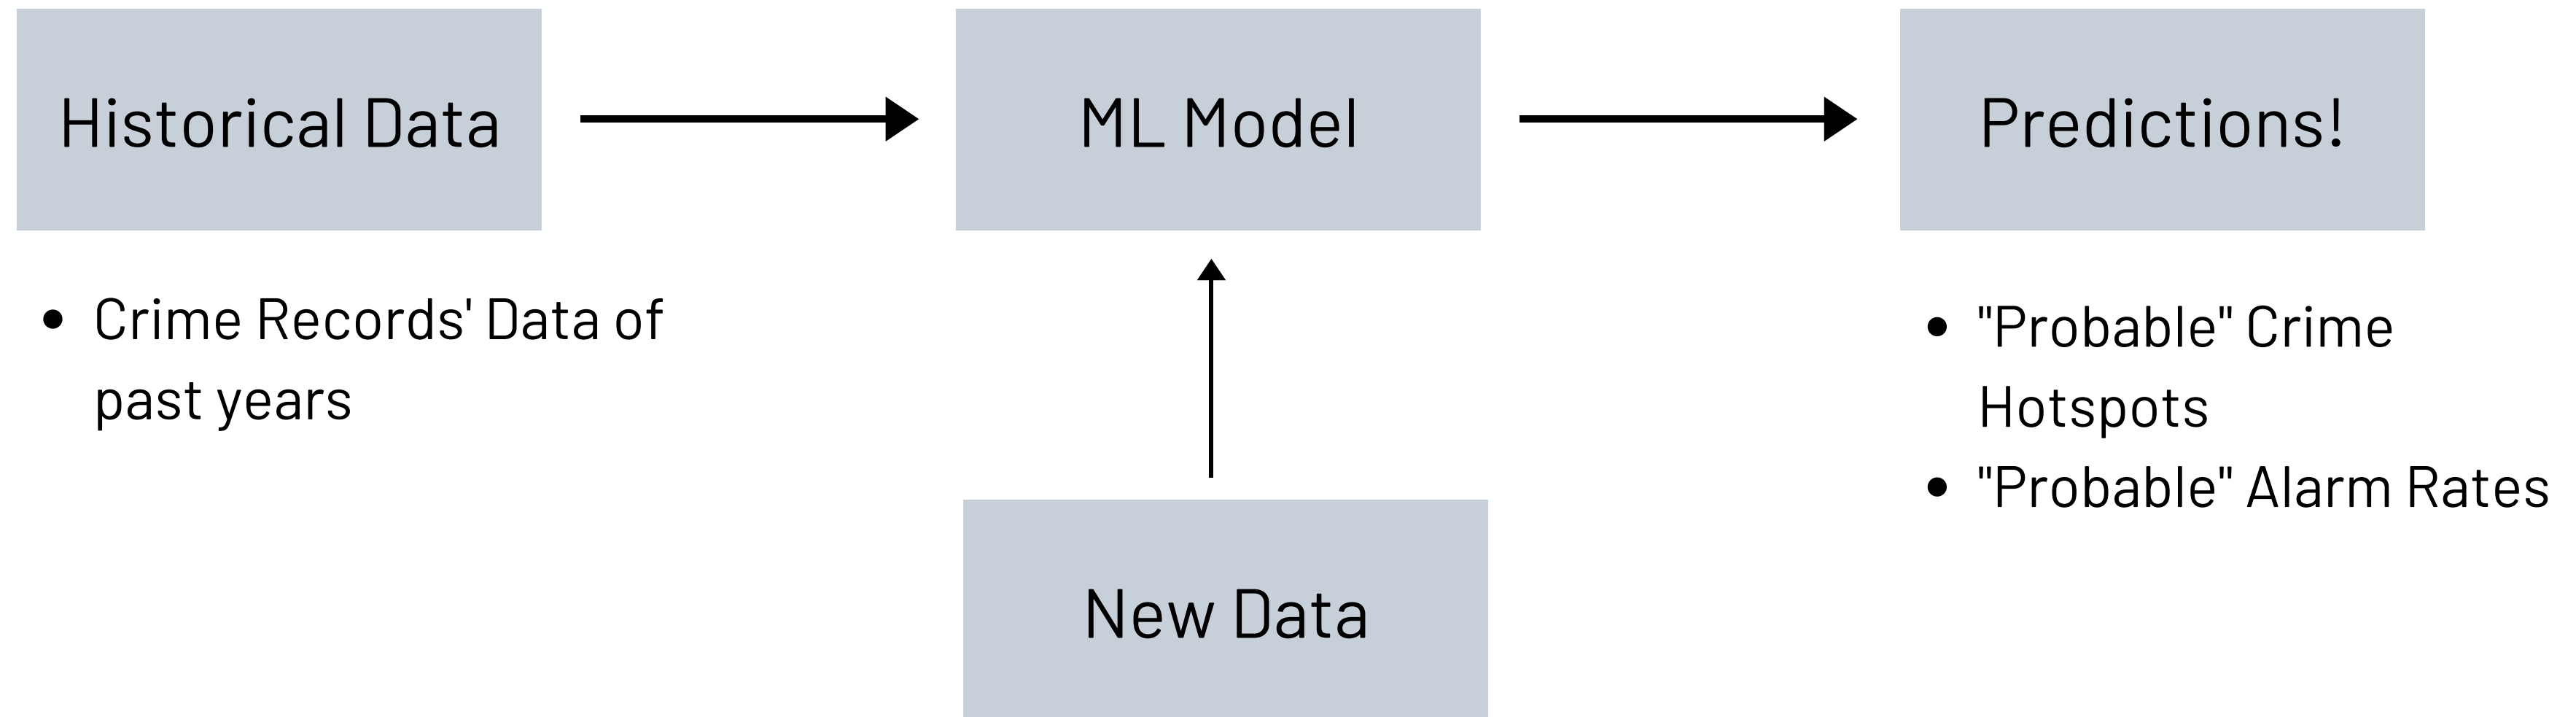 Historical Data
ML Model
Predictions!
• Crime Records' Data of
past years
• "Probable" Crime
Hotspots
• "Probable" Alarm Rates
New Data